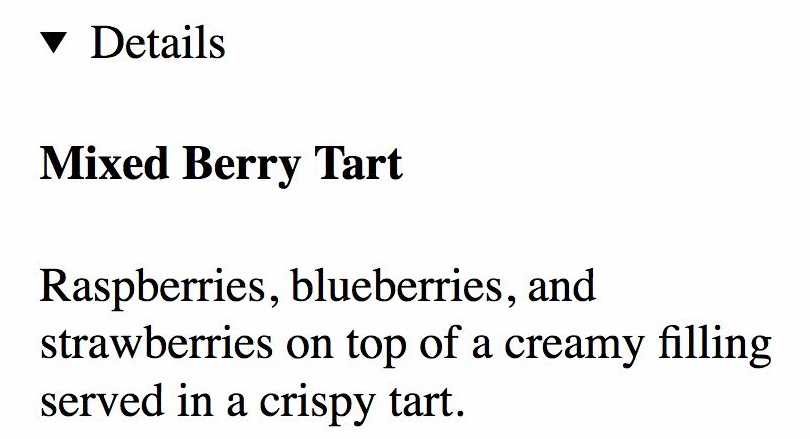 Details
Mixed Berry Tart
Raspberries, blueberries, and
strawberries on top of a creamy filling
served in a crispy tart.